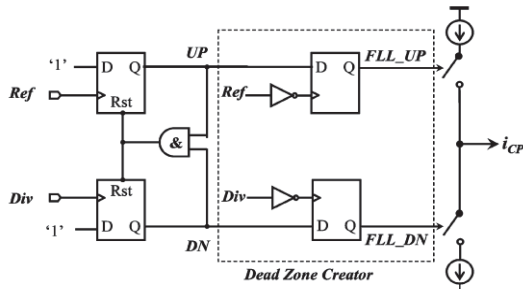 UP
FLL_UP
'1'
D
Q
D
Q
Ref
Ref
Rst
&
i_CP
Rst
Div
Div
D
Q
'1'
D
Q
DN
FLL_DN
Dead Zone Creator